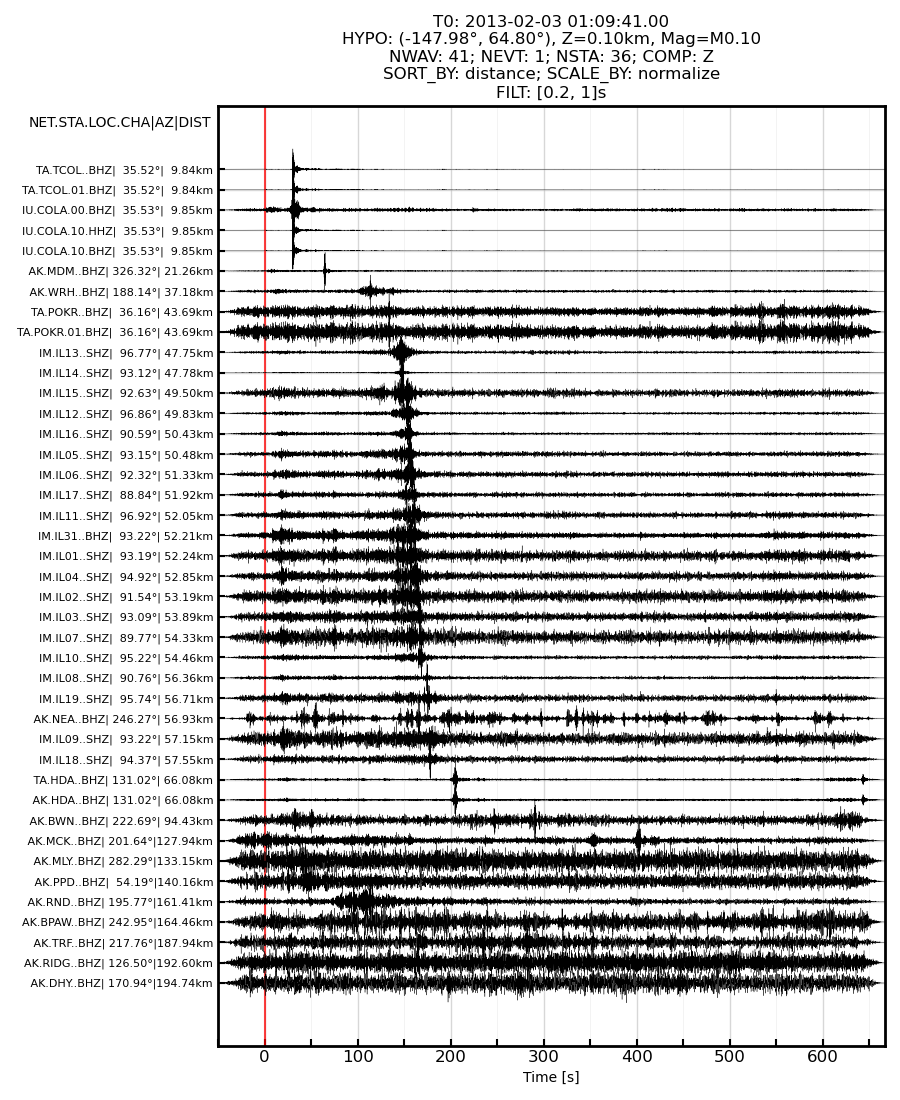 T0: 2013-02-03 01:09:41.00
HYPO: (-147.98°, 64.80°), Z=0.10km, Mag=M0.10
NWAV: 41; NEVT: 1; NSTA: 36; COMP: Z
SORT_BY: distance; SCALE_BY: normalize
FILT: [0.2, 1]s
NET.STA.LOC.CHA|AZ|DIST
TA.TCOL..BHZ| 35.52°| 9.84km
TA.TCOL.01.BHZ| 35.52°| 9.84km
IU.COLA.00.BHZ| 35.53°| 9.85km
IU.COLA.10.HHZ| 35.53°| 9.85km
IU.COLA.10.BHZ| 35.53°| 9.85km
AK.MDM..BHZ| 326.32°| 21.26km
AK.WRH..BHZ| 188.14°| 37.18km
TA.POKR..BHZ| 36.16°| 43.69km
TA.POKR.01.BHZ| 36.16°| 43.69km
IM.IL13..SHZ| 96.77°| 47.75km
IM.IL14..SHZ| 93.12°| 47.78km
IM.IL15..SHZ| 92.63°| 49.50km
IM.IL12..SHZ| 96.86°| 49.83km
IM.IL16..SHZ| 90.59°| 50.43km
IM.IL05..SHZ| 93.15°| 50.48km
IM.IL06..SHZ| 92.32°| 51.33km
IM.IL17..SHZ| 88.84°| 51.92km
IM.IL11..SHZ| 96.92°| 52.05km
IM.IL31..BHZ| 93.22°| 52.21km
IM.IL01..SHZ| 93.19°| 52.24km
IM.IL04..SHZ| 94.92°| 52.85km
IM.IL02..SHZ| 91.54°| 53.19km
IM.IL03..SHZ| 93.09°| 53.89km
IM.IL07..SHZ| 89.77°| 54.33km
IM.IL10..SHZ| 95.22°| 54.46km
IM.IL08..SHZ| 90.76°| 56.36km
IM.IL19..SHZ| 95.74°| 56.71km
AK.NEA..BHZ| 246.27°| 56.93km
IM.IL09..SHZ| 93.22°| 57.15km
IM.IL18..SHZ| 94.37°| 57.55km
TA.HDA..BHZ| 131.02°| 66.08km
AK.HDA..BHZ| 131.02°| 66.08km
AK.BWN..BHZ| 222.69°| 94.43km
AK.MCK..BHZ| 201.64°|127.94km
AK.MLY..BHZ| 282.29°|133.15km
AK.PPD..BHZ| 54.19°|140.16km
AK.RND..BHZ| 195.77°|161.41km
AK.BPAW..BHZ| 242.95°|164.46km
AK.TRF..BHZ| 217.76°|187.94km
AK.RIDG..BHZ| 126.50°|192.60km
AK.DHY..BHZ| 170.94°|194.74km
0 100 200 300 400 500 600
Time [s]